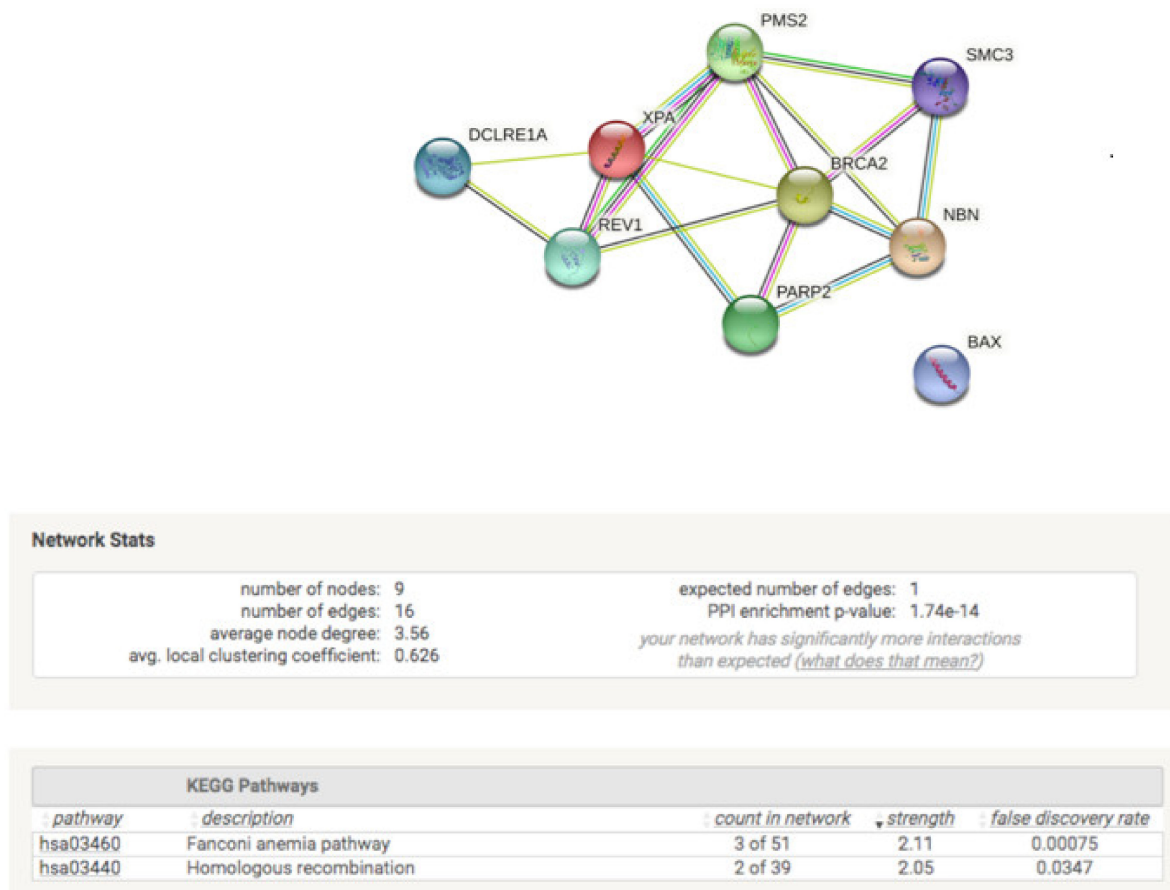 PMS2
SMC3
XPA
DCLRE1A
BRCA2
NBN
REV1
PARP2
BAX
Network Stats
number of nodes: 9 expected number of edges: 1
number of edges: 16 PPI enrichment p-value: 1.74e-14
average node degree: 3.56 your network has significantly more interactions
avg. local clustering coefficient: 0.626 than expected (what does that mean?)
KEGG Pathways
pathway description count in network strength false discovery rate
hsa03460 Fanconi anemia pathway 3 of 51 2.11 0.00075
hsa03440 Homologous recombination 2 of 39 2.05 0.0347